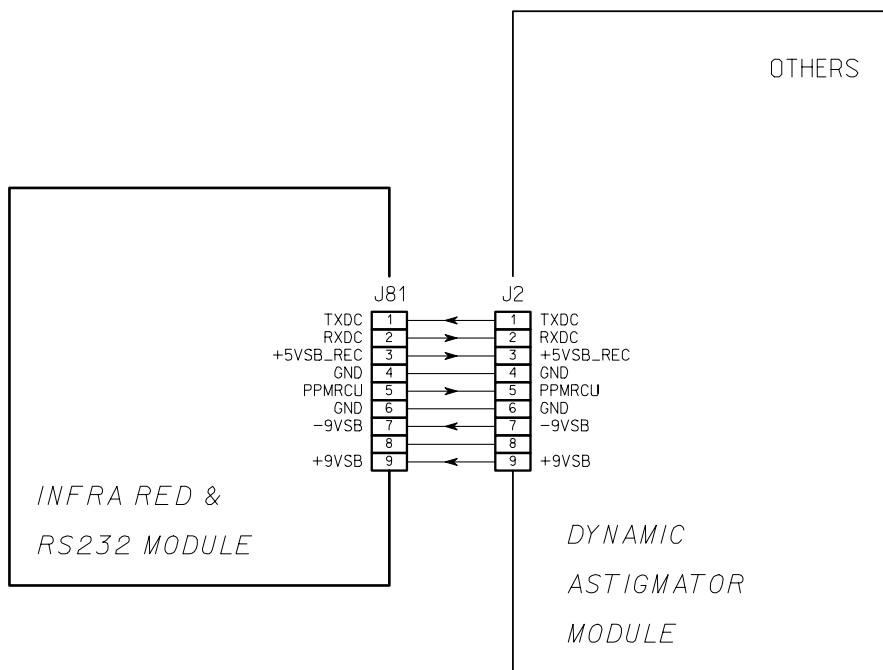 OTHERS
J81 J2
TXDC 1 1 TXDC
RXDC 2 2 RXDC
+5VSB_REC 3 3 +5VSB_REC
GND 4 4 GND
PPMRCU 5 5 PPMRCU
GND 6 6 GND
-9VSB 7 7 -9VSB
8 8
+9VSB 9 9 +9VSB
INFRA RED &
RS232 MODULE
DYNAMIC
ASTIGMATOR
MODULE